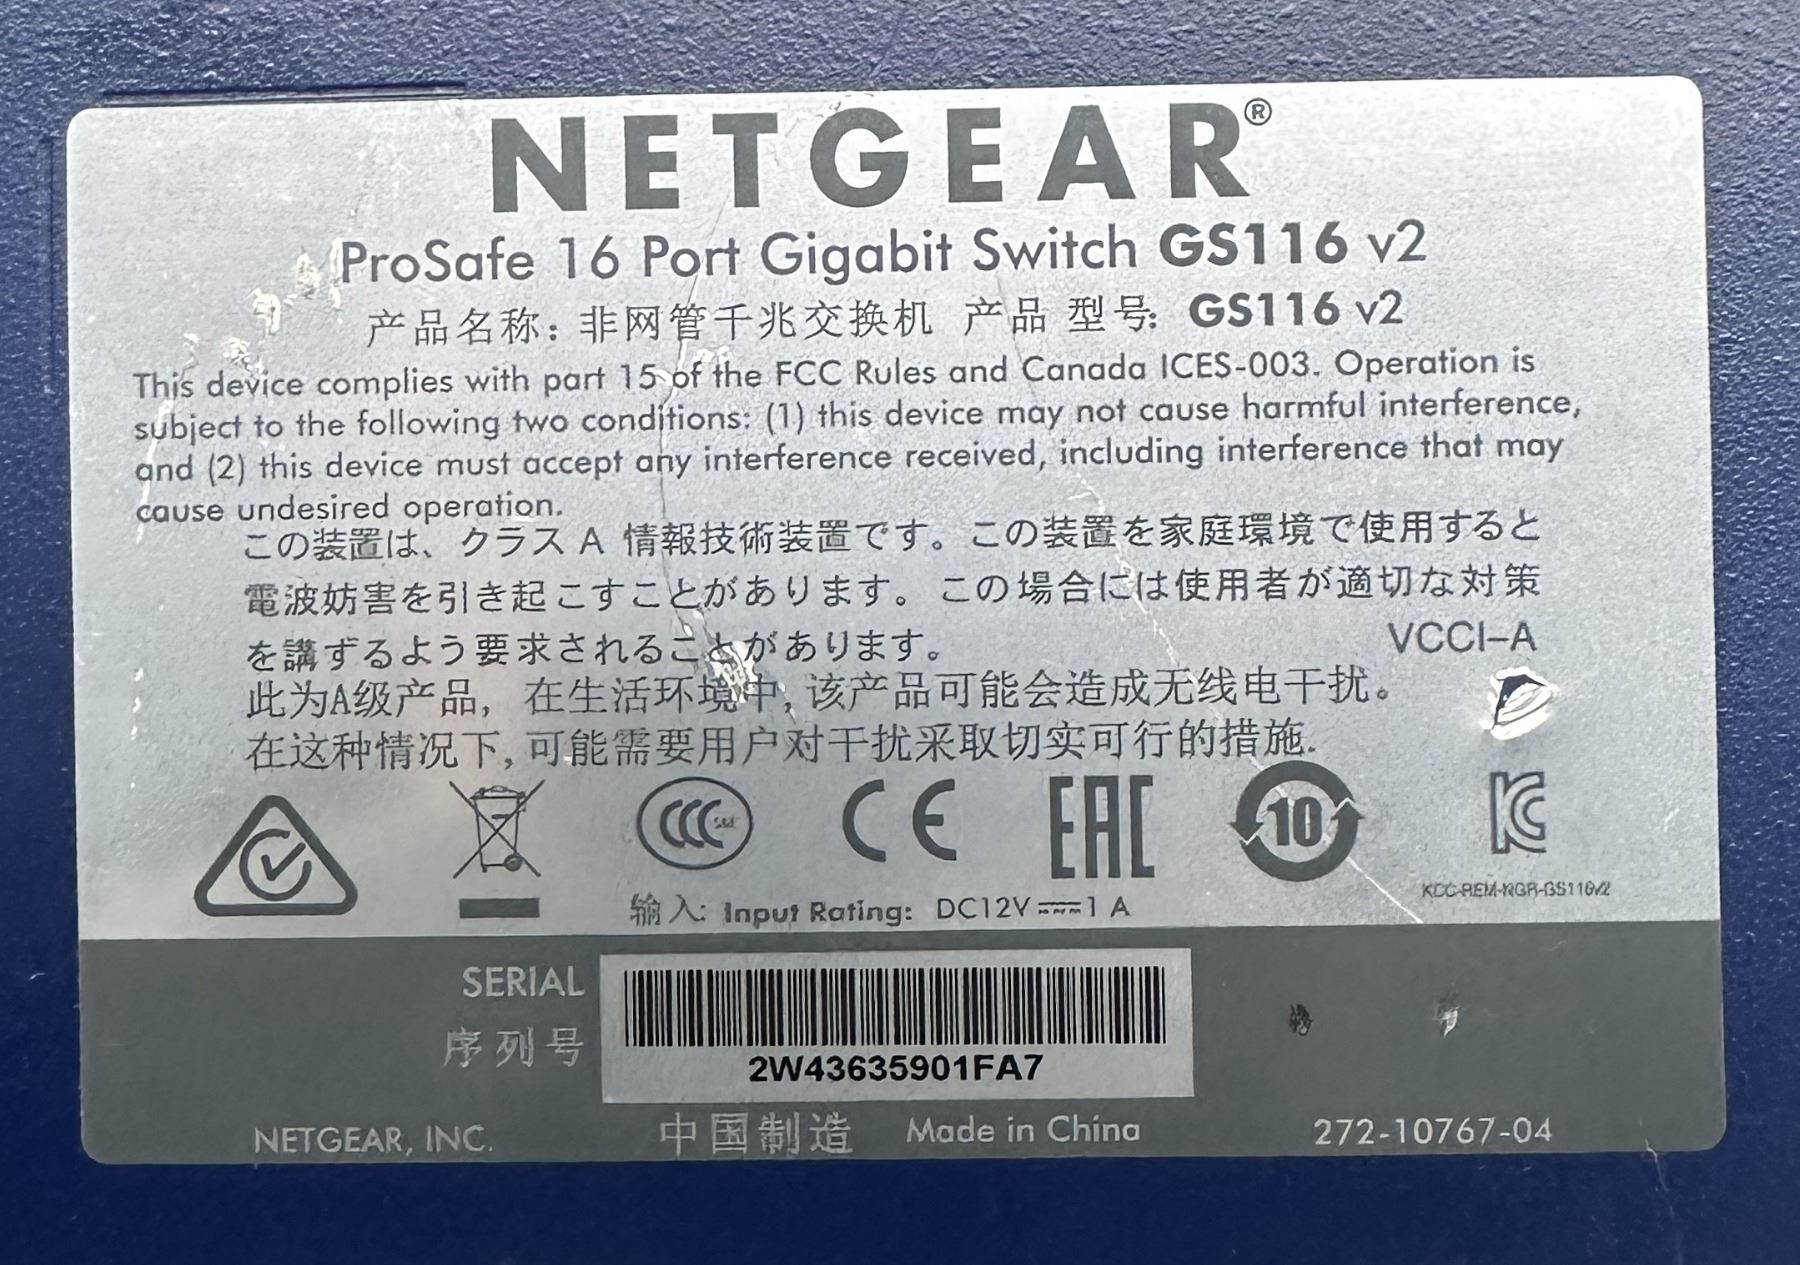 NETGEAR®
ProSafe 16 Port Gigabit Switch GS116 v2
产品名称: 非网管千兆交换机 产品 型号: GS116 v2
This device complies with part 15 of the FCC Rules and Canada ICES-003. Operation is
subject to the following two conditions: (1) this device may not cause harmful interference,
and (2) this device must accept any interference received, including interference that may
cause undesired operation.
この装置は、クラス A 情報技術装置です。この装置を家庭環境で使用すると
電波妨害を引き起こすことがあります。この場合には使用者が適切な対策
を講ずるよう要求されることがあります。 VCCI-A
此为A级产品, 在生活环境中, 该产品可能会造成无线电干扰。
在这种情况下, 可能需要用户对干扰采取切实可行的措施.
CCC S&E CE EAC 10 KC
KCC-REM-NGR-GS116v2
输入: Input Rating: DC12V ⎓ 1 A
SERIAL
序列号
2W43635901FA7
NETGEAR, INC. 中国制造 Made in China 272-10767-04